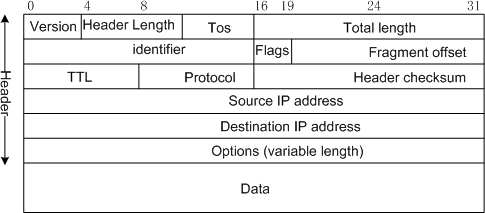 0 4 8 16 19 24 31
Version Header Length Tos Total length
identifier Flags Fragment offset
TTL Protocol Header checksum
Source IP address
Destination IP address
Options (variable length)
Data
Header